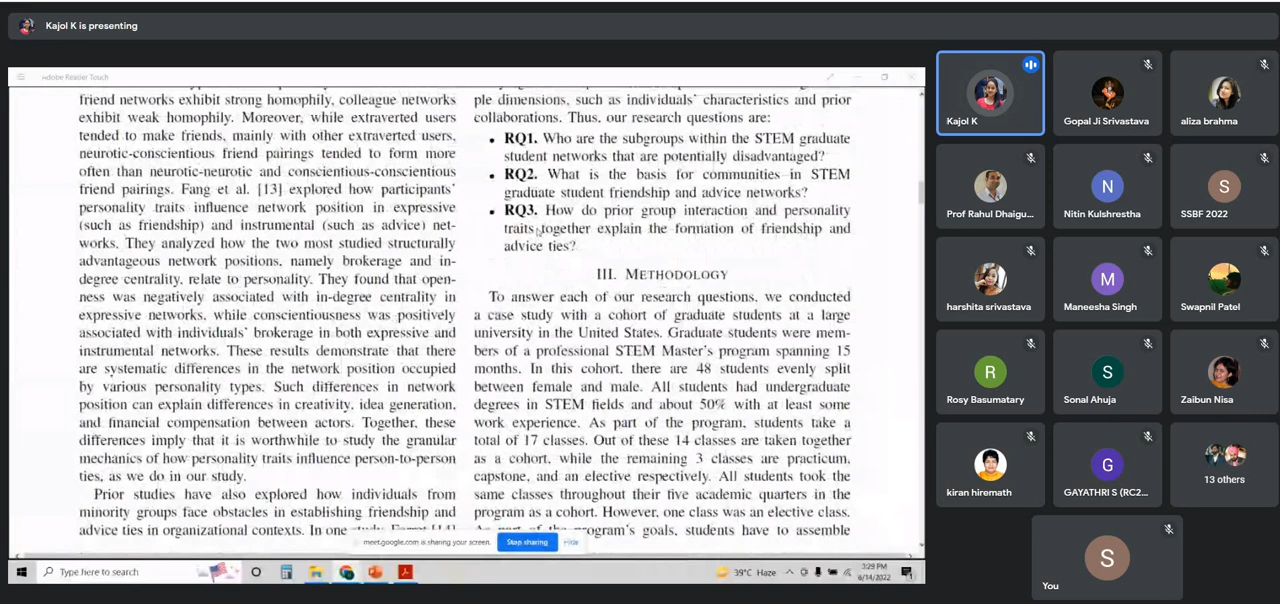 Kajol K is presenting
Adobe Reader Touch
friend networks exhibit strong homophily, colleague networks
exhibit weak homophily. Moreover, while extraverted users
tended to make friends, mainly with other extraverted users,
neurotic-conscientious friend pairings tended to form more
often than neurotic-neurotic and conscientious-conscientious
friend pairings. Fang et al. [13] explored how participants'
personality traits influence network position in expressive
(such as friendship) and instrumental (such as advice) net-
works. They analyzed how the two most studied structurally
advantageous network positions, namely brokerage and in-
degree centrality, relate to personality. They found that open-
ness was negatively associated with in-degree centrality in
expressive networks, while conscientiousness was positively
associated with individuals' brokerage in both expressive and
instrumental networks. These results demonstrate that there
are systematic differences in the network position occupied
by various personality types. Such differences in network
position can explain differences in creativity, idea generation,
and financial compensation between actors. Together, these
differences imply that it is worthwhile to study the granular
mechanics of how personality traits influence person-to-person
ties, as we do in our study.
Prior studies have also explored how individuals from
minority groups face obstacles in establishing friendship and
advice ties in organizational contexts. In one study,
ple dimensions, such as individuals' characteristics and prior
collaborations. Thus, our research questions are:
• RQ1. Who are the subgroups within the STEM graduate
student networks that are potentially disadvantaged?
• RQ2. What is the basis for communities in STEM
graduate student friendship and advice networks?
• RQ3. How do prior group interaction and personality
traits together explain the formation of friendship and
advice ties?
III. METHODOLOGY
To answer each of our research questions, we conducted
a case study with a cohort of graduate students at a large
university in the United States. Graduate students were mem-
bers of a professional STEM Master's program spanning 15
months. In this cohort, there are 48 students evenly split
between female and male. All students had undergraduate
degrees in STEM fields and about 50% with at least some
work experience. As part of the program, students take a
total of 17 classes. Out of these 14 classes are taken together
as a cohort, while the remaining 3 classes are practicum,
capstone, and an elective respectively. All students took the
same classes throughout their five academic quarters in the
program as a cohort. However, one class was an elective class.
As part of the program's goals, students have to assemble
meet.google.com is sharing your screen.
Stop sharing
Hide
Type here to search
39°C Haze
3:29 PM
6/14/2022
Kajol K
Gopal Ji Srivastava
aliza brahma
Prof Rahul Dhaigu...
N
Nitin Kulshrestha
S
SSBF 2022
harshita srivastava
M
Maneesha Singh
Swapnil Patel
R
Rosy Basumatary
S
Sonal Ahuja
Zaibun Nisa
kiran hiremath
G
GAYATHRI S (RC2...
13 others
S
You